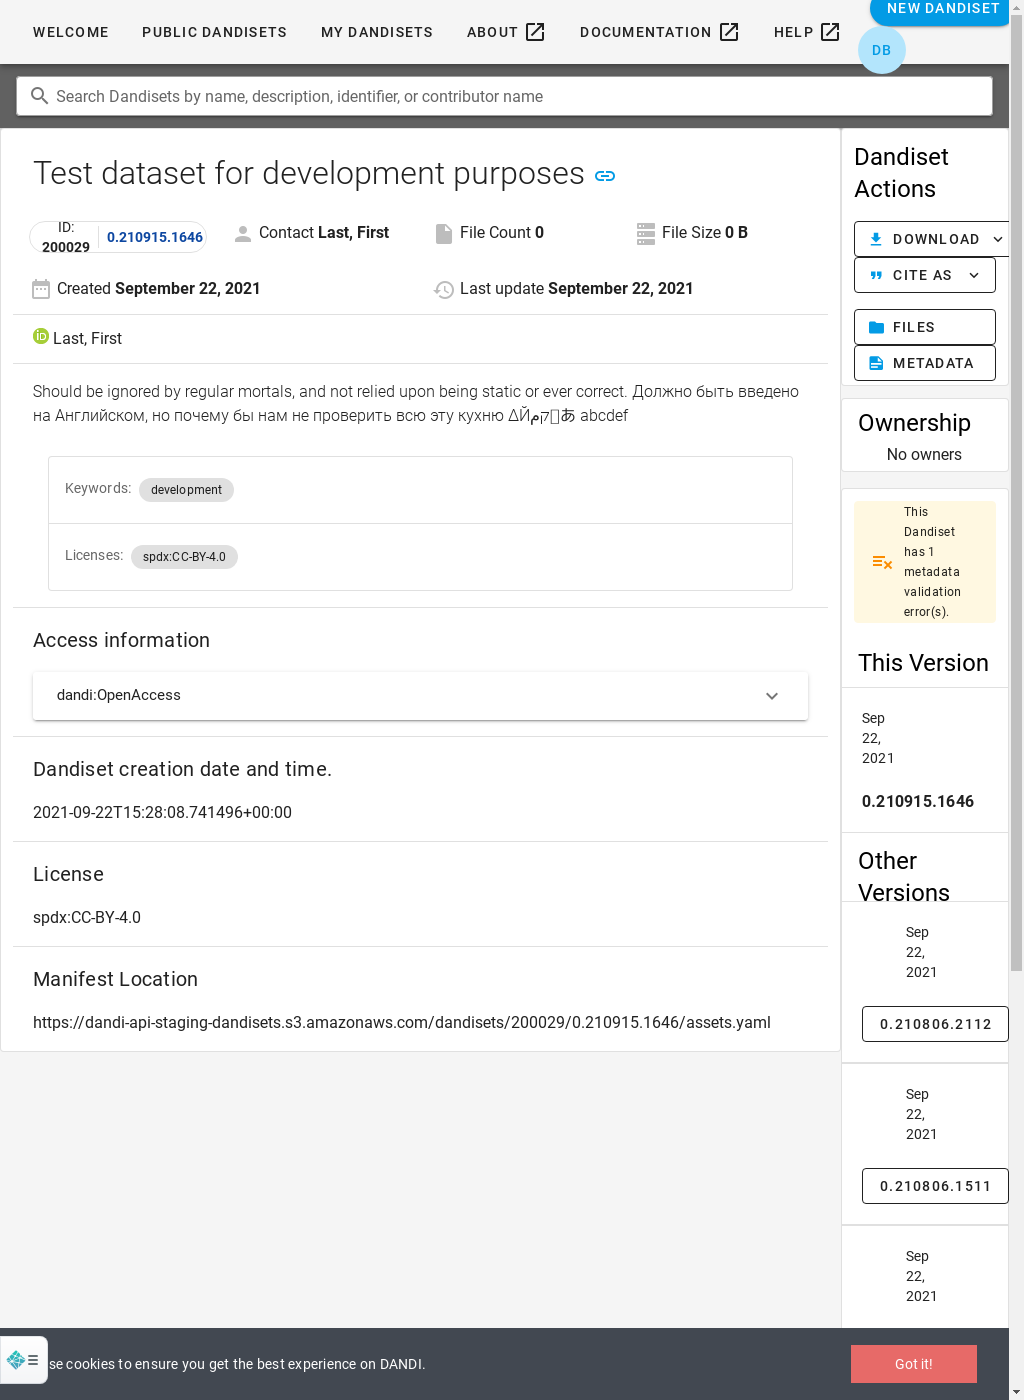 WELCOME
PUBLIC DANDISETS
MY DANDISETS
ABOUT
DOCUMENTATION
HELP
NEW DANDISET
DB
Search Dandisets by name, description, identifier, or contributor name
Test dataset for development purposes
ID: 200029
0.210915.1646
Contact Last, First
File Count 0
File Size 0 B
Created September 22, 2021
Last update September 22, 2021
Last, First
Should be ignored by regular mortals, and not relied upon being static or ever correct. Должно быть введено
на Английском, но почему бы нам не проверить всю эту кухню abcdef
Keywords: development
Licenses: spdx:CC-BY-4.0
Access information
dandi:OpenAccess
Dandiset creation date and time.
2021-09-22T15:28:08.741496+00:00
License
spdx:CC-BY-4.0
Manifest Location
https://dandi-api-staging-dandisets.s3.amazonaws.com/dandisets/200029/0.210915.1646/assets.yaml
Dandiset
Actions
DOWNLOAD
CITE AS
FILES
METADATA
Ownership
No owners
This
Dandiset
has 1
metadata
validation
error(s).
This Version
Sep
22,
2021
0.210915.1646
Other
Versions
Sep
22,
2021
0.210806.2112
Sep
22,
2021
0.210806.1511
Sep
22,
2021
se cookies to ensure you get the best experience on DANDI.
Got it!